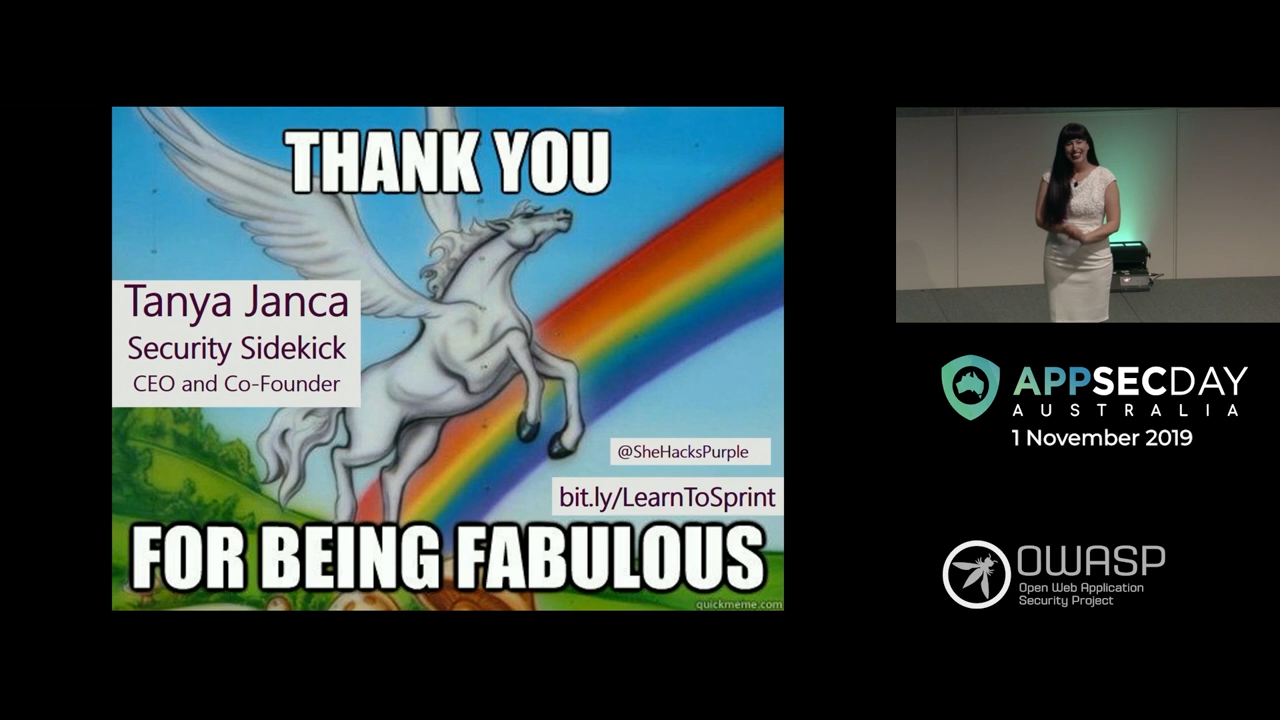 THANK YOU
Tanya Janca
Security Sidekick
CEO and Co-Founder
@SheHacksPurple
bit.ly/LearnToSprint
FOR BEING FABULOUS
quickmeme.com
APPSECDAY
AUSTRALIA
1 November 2019
OWASP
Open Web Application
Security Project